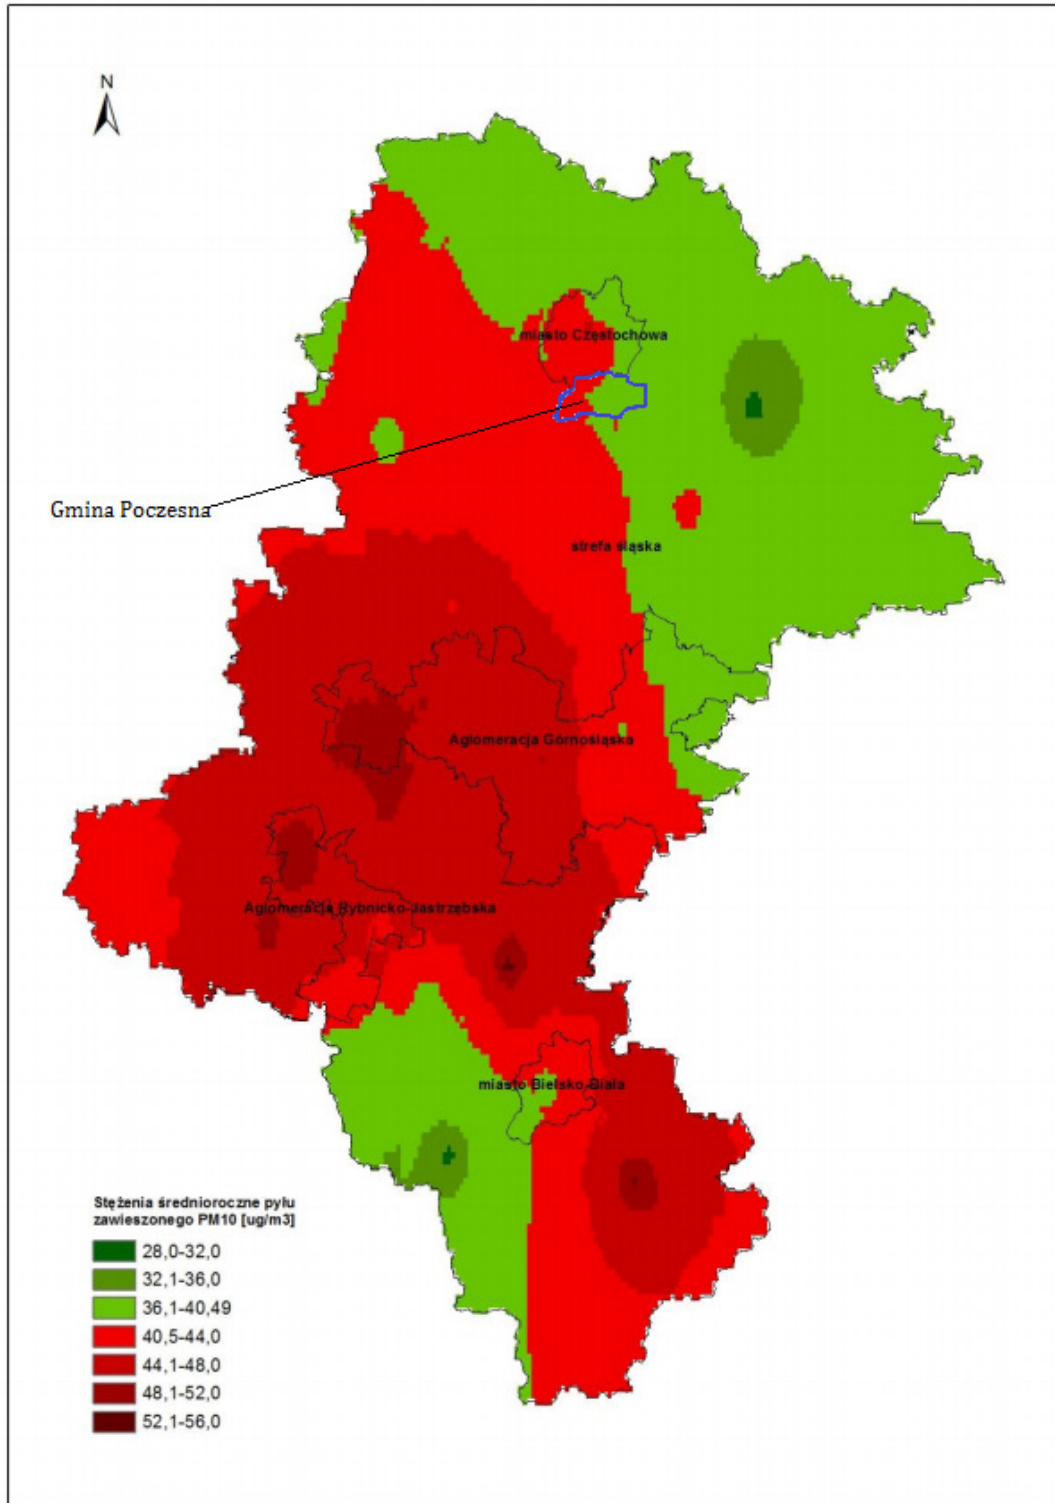 N
miasto Częstochowa
Gmina Poczesna
strefa śląska
Aglomeracja Górnośląska
Aglomeracja Rybnicko-Jastrzębska
miasto Bielsko-Biała
Stężenia średnioroczne pyłu
zawieszonego PM10 [ug/m3]
28,0-32,0
32,1-36,0
36,1-40,49
40,5-44,0
44,1-48,0
48,1-52,0
52,1-56,0